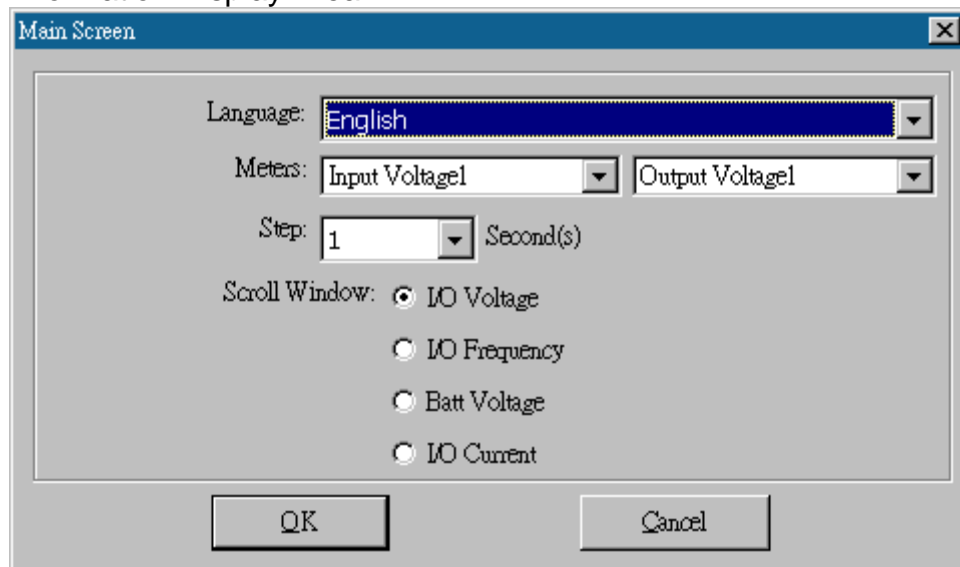 Main Screen
Language: English
Meters: Input Voltage1 Output Voltage1
Step: 1 Second(s)
Scroll Window: I/O Voltage
I/O Frequency
Batt Voltage
I/O Current
OK Cancel